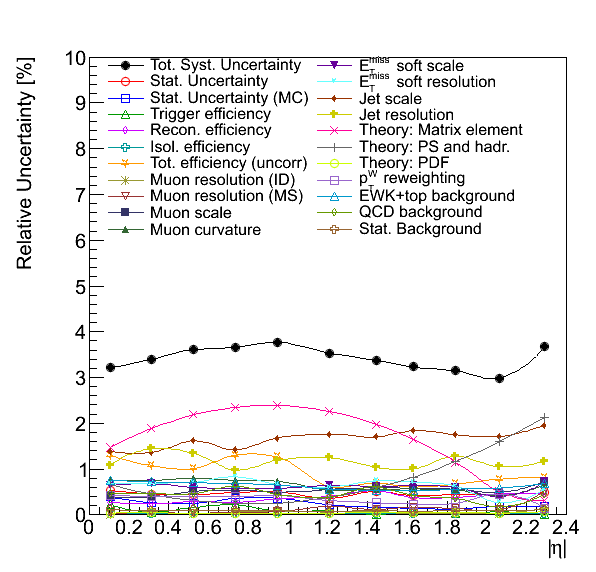 Relative Uncertainty [%]
10
9
8
7
6
5
4
3
2
1
0
Tot. Syst. Uncertainty
Stat. Uncertainty
Stat. Uncertainty (MC)
Trigger efficiency
Recon. efficiency
Isol. efficiency
Tot. efficiency (uncorr)
Muon resolution (ID)
Muon resolution (MS)
Muon scale
Muon curvature
E_T^miss soft scale
E_T^miss soft resolution
Jet scale
Jet resolution
Theory: Matrix element
Theory: PS and hadr.
Theory: PDF
p_T^W reweighting
EWK+top background
QCD background
Stat. Background
0 0.2 0.4 0.6 0.8 1 1.2 1.4 1.6 1.8 2 2.2 2.4
|η|